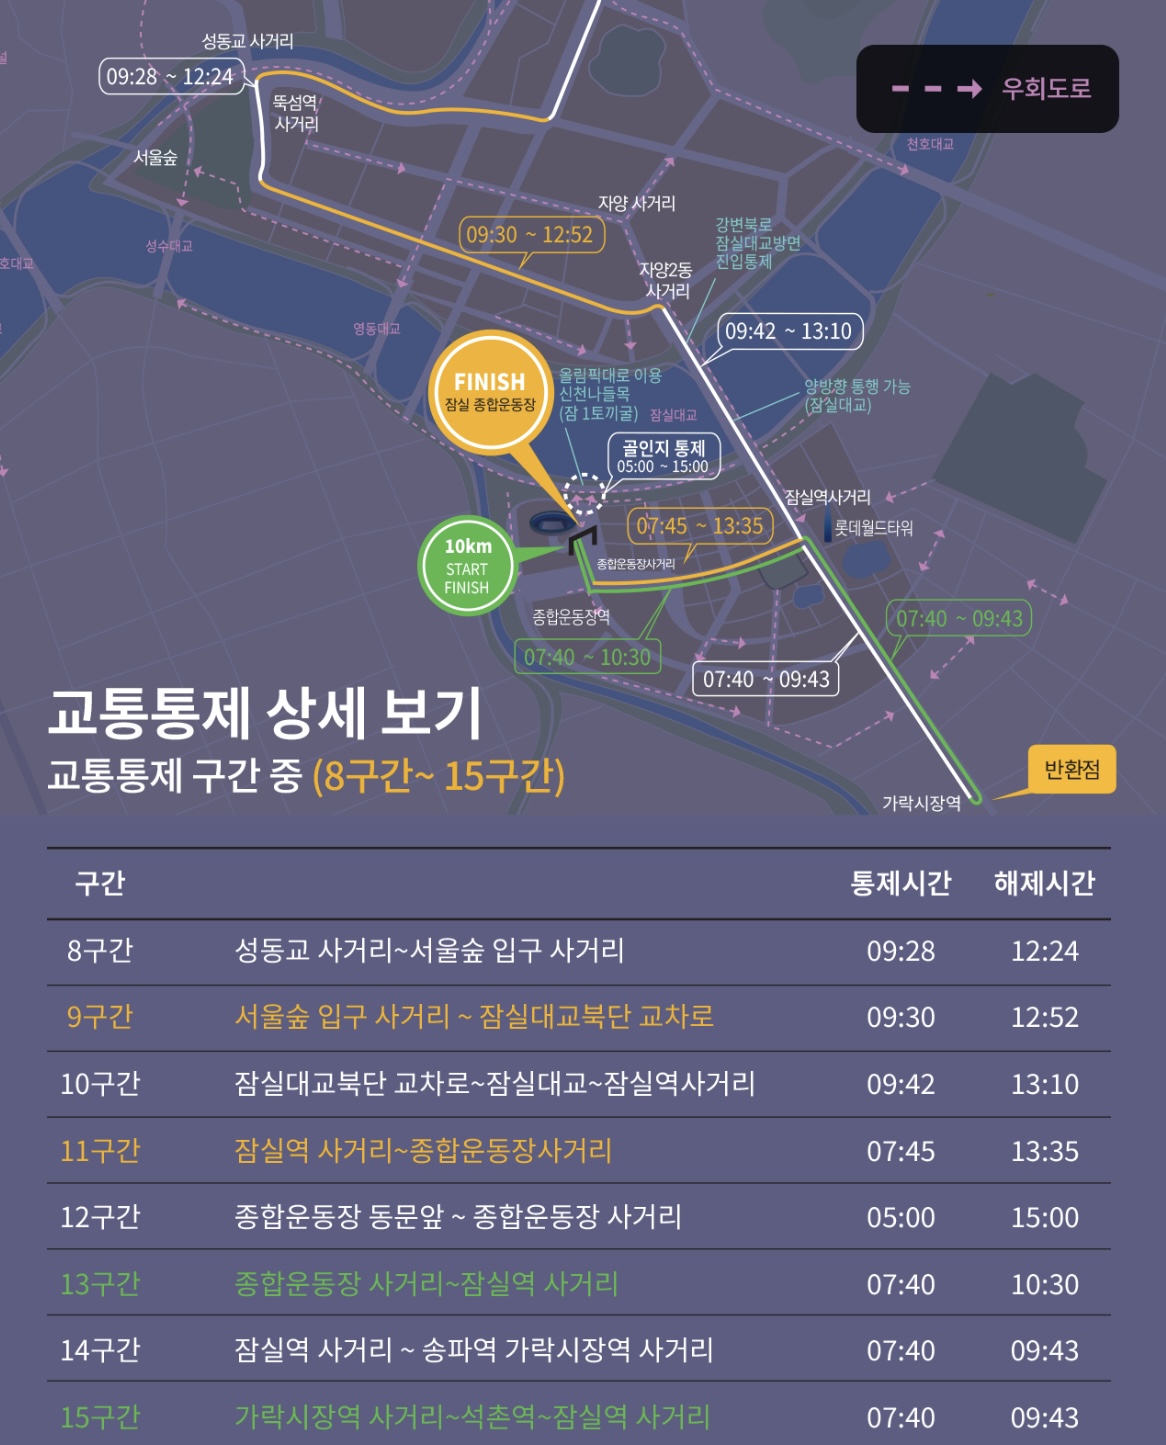 성동교 사거리
09:28 ~ 12:24
뚝섬역
사거리
서울숲
우회도로
천호대교
자양 사거리
성수대교
호대교
09:30 ~ 12:52
강변북로
잠실대교방면
진입통제
자양2동
사거리
영동대교
09:42 ~ 13:10
FINISH
잠실 종합운동장
올림픽대로 이용
신천나들목
(잠 1토끼굴)
잠실대교
양방향 통행 가능
(잠실대교)
골인지 통제
05:00 ~ 15:00
잠실역사거리
롯데월드타워
07:45 ~ 13:35
10km
START
FINISH
종합운동장사거리
종합운동장역
07:40 ~ 10:30
07:40 ~ 09:43
07:40 ~ 09:43
교통통제 상세 보기
교통통제 구간 중 (8구간~ 15구간)
반환점
가락시장역
구간 통제시간 해제시간
8구간 성동교 사거리~서울숲 입구 사거리 09:28 12:24
9구간 서울숲 입구 사거리 ~ 잠실대교북단 교차로 09:30 12:52
10구간 잠실대교북단 교차로~잠실대교~잠실역사거리 09:42 13:10
11구간 잠실역 사거리~종합운동장사거리 07:45 13:35
12구간 종합운동장 동문앞 ~ 종합운동장 사거리 05:00 15:00
13구간 종합운동장 사거리~잠실역 사거리 07:40 10:30
14구간 잠실역 사거리 ~ 송파역 가락시장역 사거리 07:40 09:43
15구간 가락시장역 사거리~석촌역~잠실역 사거리 07:40 09:43